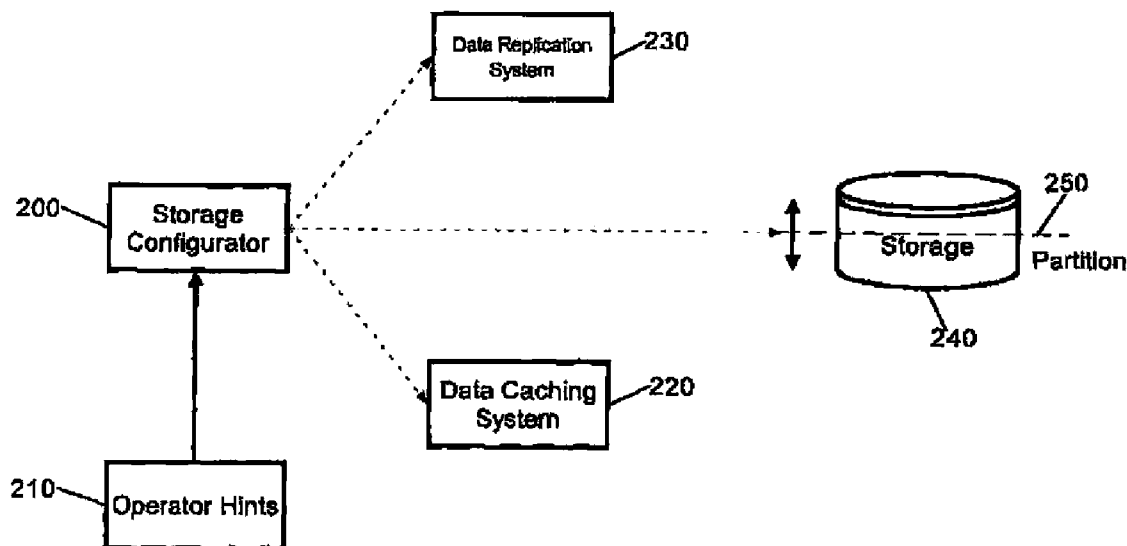 Data Replication
System
230
200
Storage
Configurator
250
Storage
Partition
240
Data Caching
System
220
210
Operator Hints